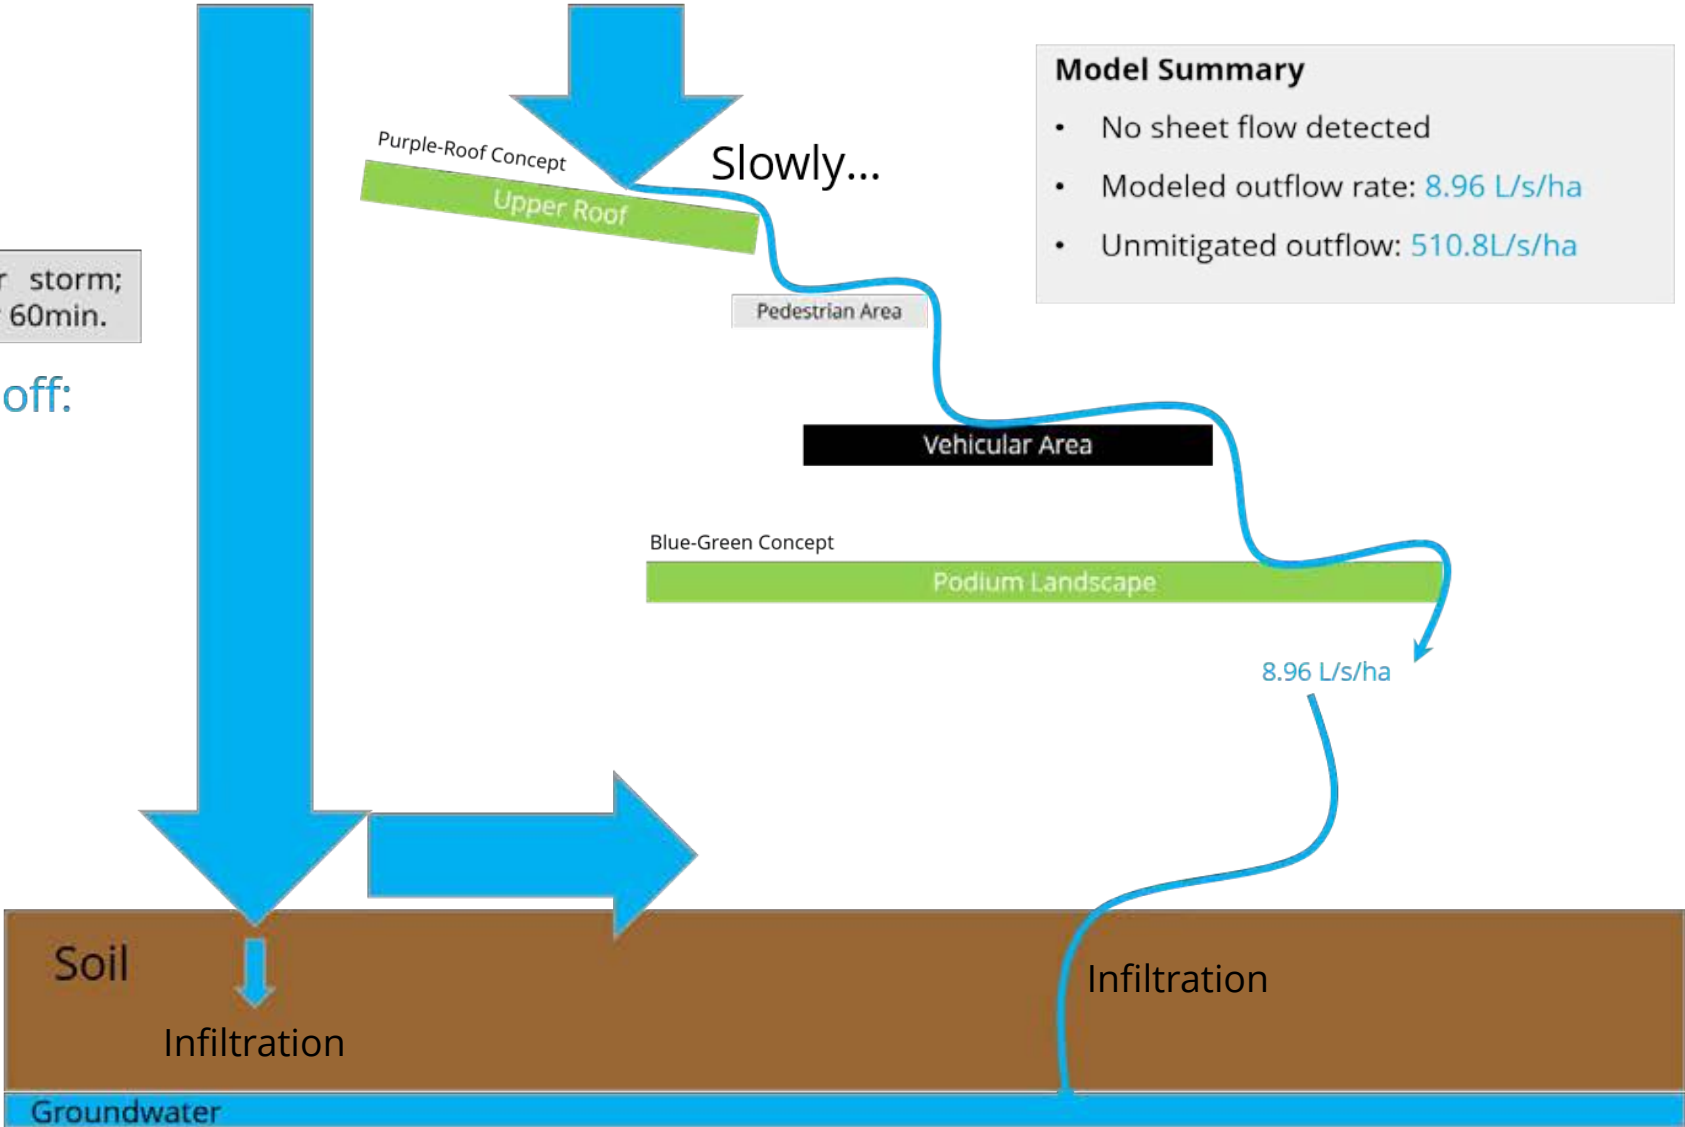 Model Summary
• No sheet flow detected
• Modeled outflow rate: 8.96 L/s/ha
• Unmitigated outflow: 510.8L/s/ha
Purple-Roof Concept
Slowly...
Upper Roof
storm;
60min.
Pedestrian Area
off:
Vehicular Area
Blue-Green Concept
Podium Landscape
8.96 L/s/ha
Soil
Infiltration
Infiltration
Groundwater